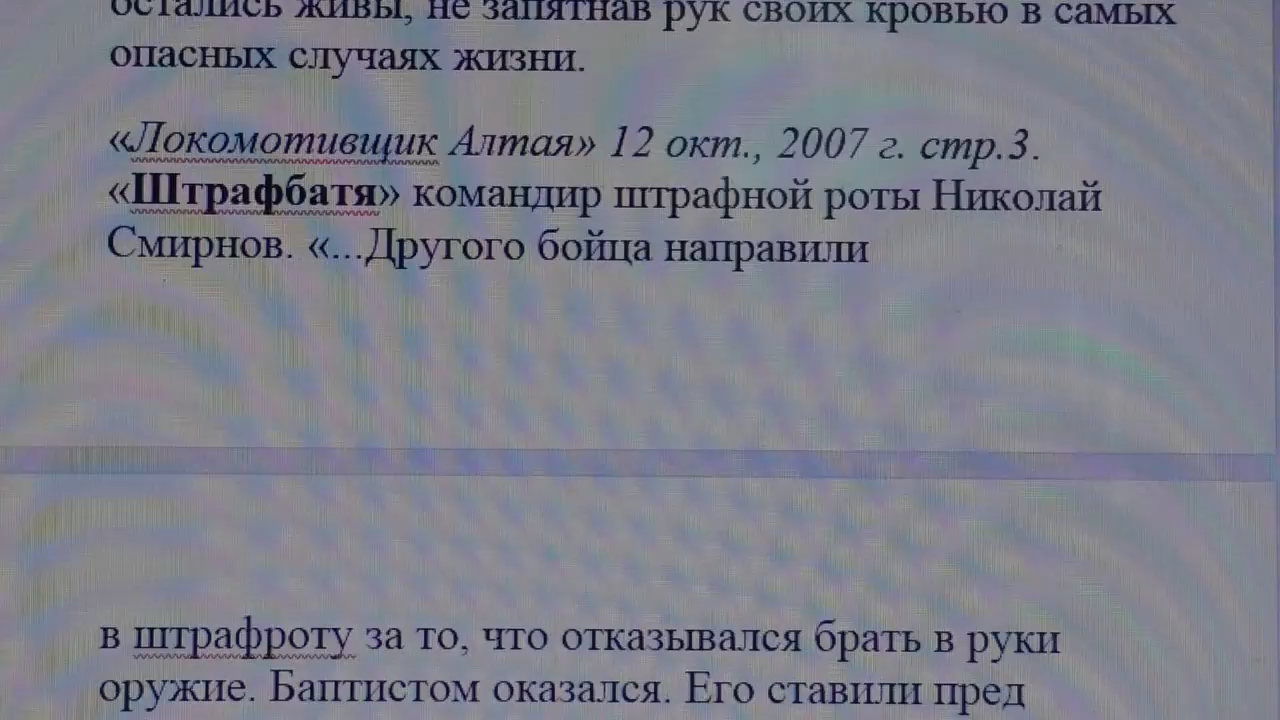 остались живы, не запятнав рук своих кровью в самых
опасных случаях жизни.
«Локомотивщик Алтая» 12 окт., 2007 г. стр.3.
«Штрафбатя» командир штрафной роты Николай
Смирнов. «...Другого бойца направили
в штрафроту за то, что отказывался брать в руки
оружие. Баптистом оказался. Его ставили пред